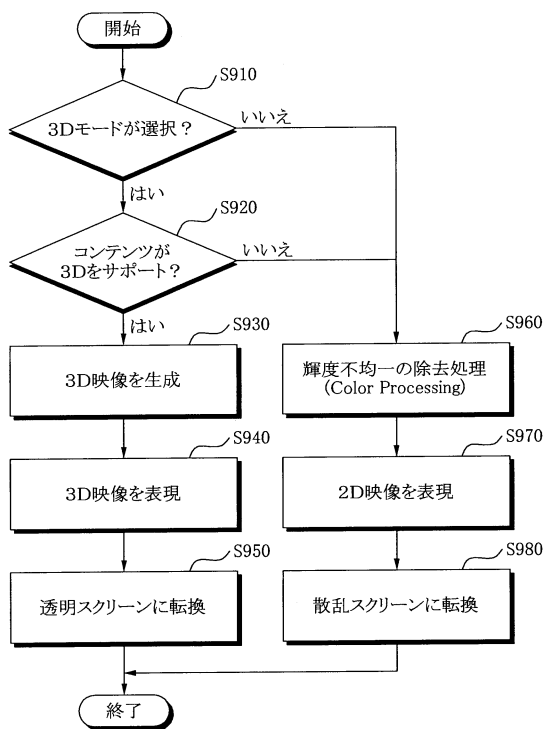 開始
S910
3Dモードが選択?
いいえ
はい
S920
コンテンツが
3Dをサポート?
いいえ
はい
S930
3D映像を生成
S960
輝度不均一の除去処理
(Color Processing)
S940
3D映像を表現
S970
2D映像を表現
S950
透明スクリーンに転換
S980
散乱スクリーンに転換
終了